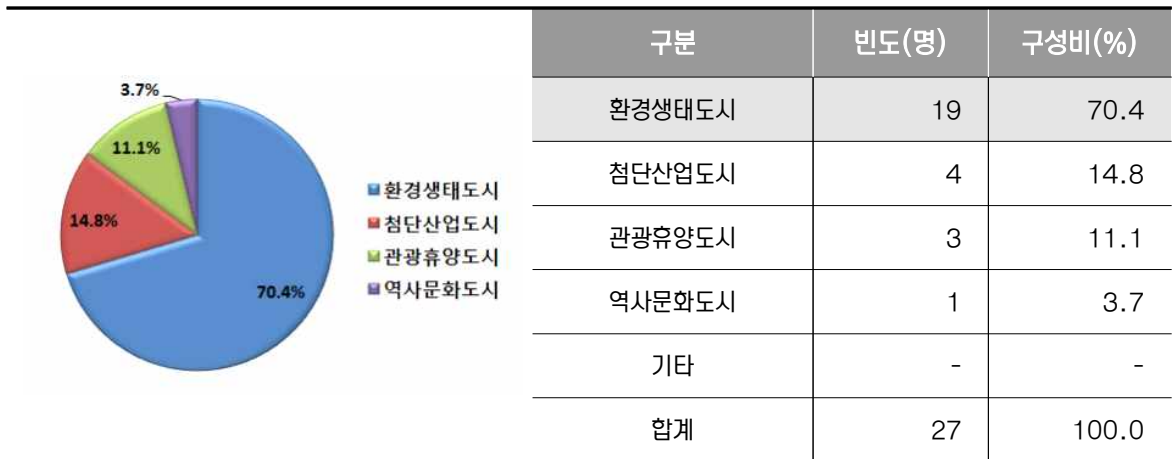 3.7%
11.1%
14.8%
70.4%
환경생태도시
첨단산업도시
관광휴양도시
역사문화도시
구분 빈도(명) 구성비(%)
환경생태도시 19 70.4
첨단산업도시 4 14.8
관광휴양도시 3 11.1
역사문화도시 1 3.7
기타 - -
합계 27 100.0